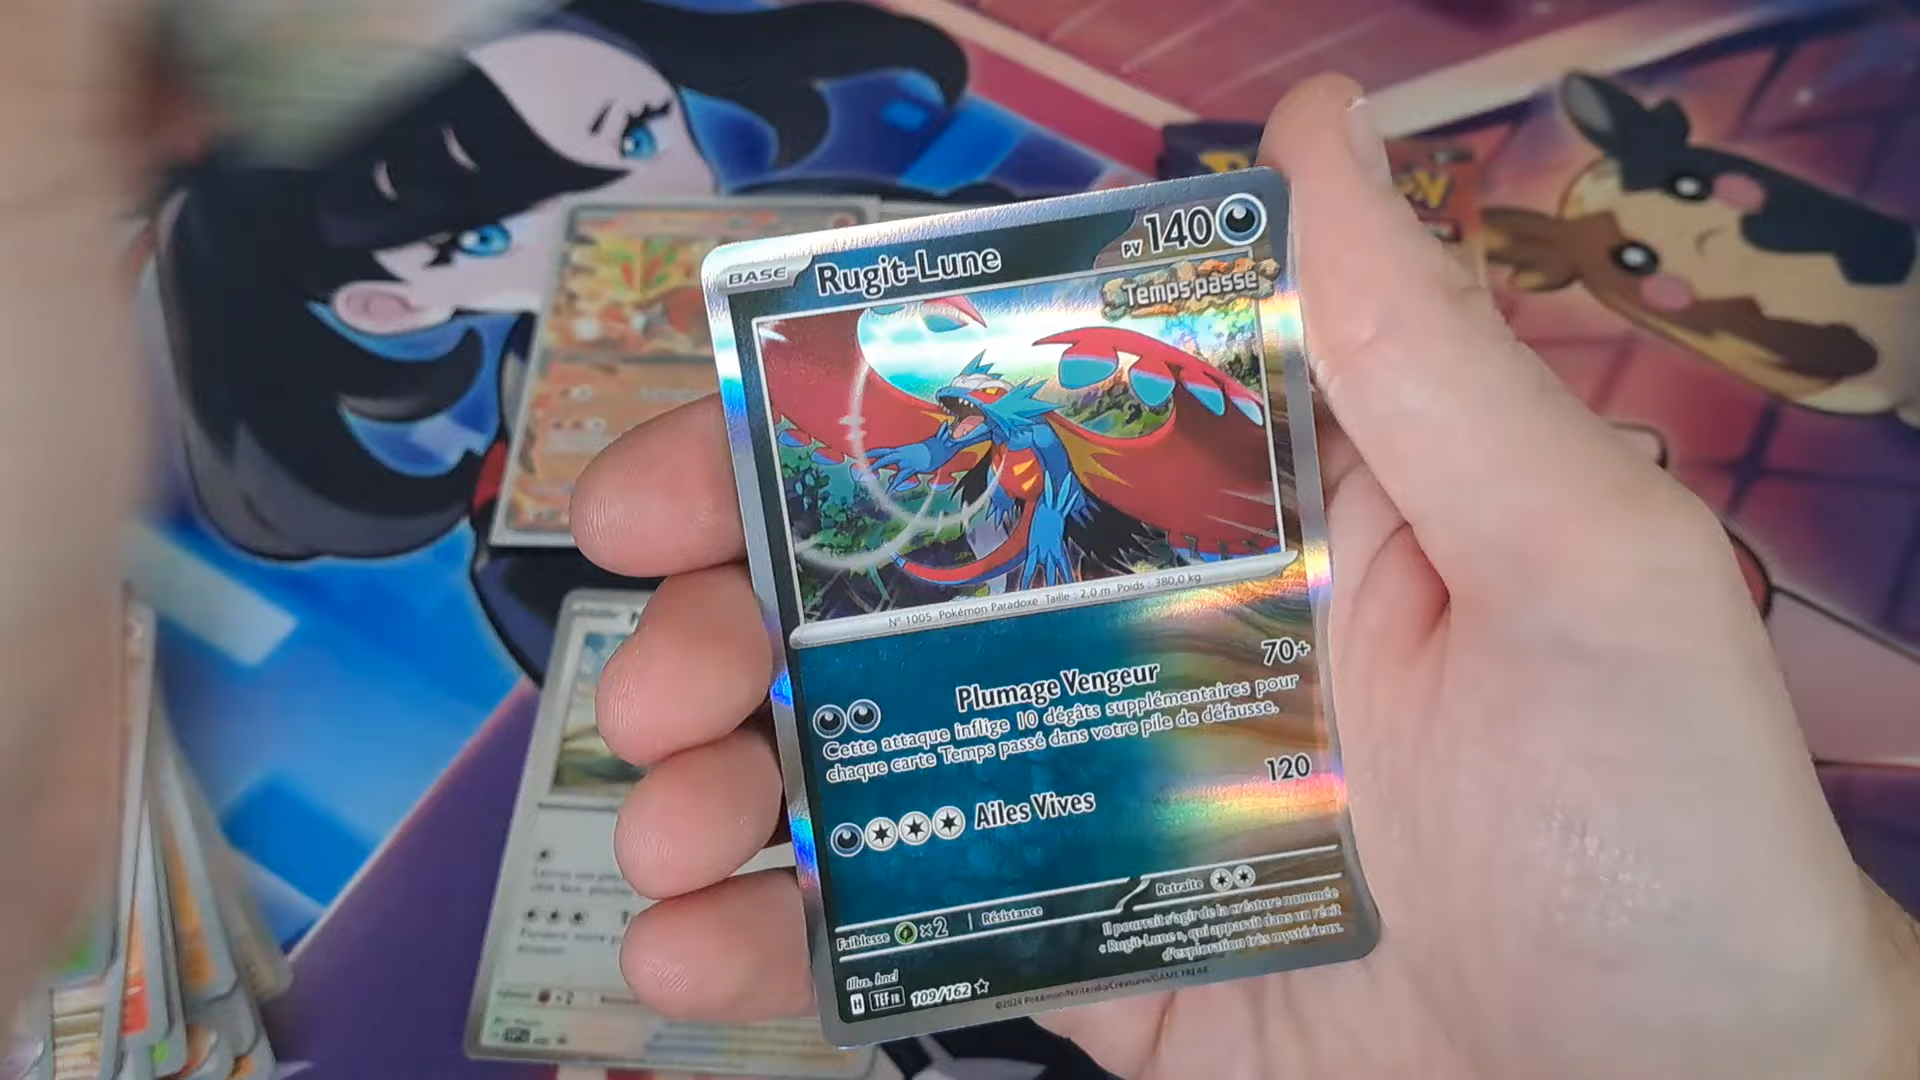 BASE
Rugit-Lune
PV 140
Temps passé
N° 1005 Pokémon Paradoxe Taille : 2,0 m Poids : 380,0 kg
Plumage Vengeur 70+
Cette attaque inflige 10 dégâts supplémentaires pour
chaque carte Temps passé dans votre pile de défausse.
Ailes Vives 120
Faiblesse ×2 Résistance Retraite
Il pourrait s'agir de la créature nommée
« Rugit-Lune », qui apparaît dans un récit
d'exploration très mystérieux.
Illus. hncl
H TEF FR 109/162
©2024 Pokémon/Nintendo/Creatures/GAME FREAK